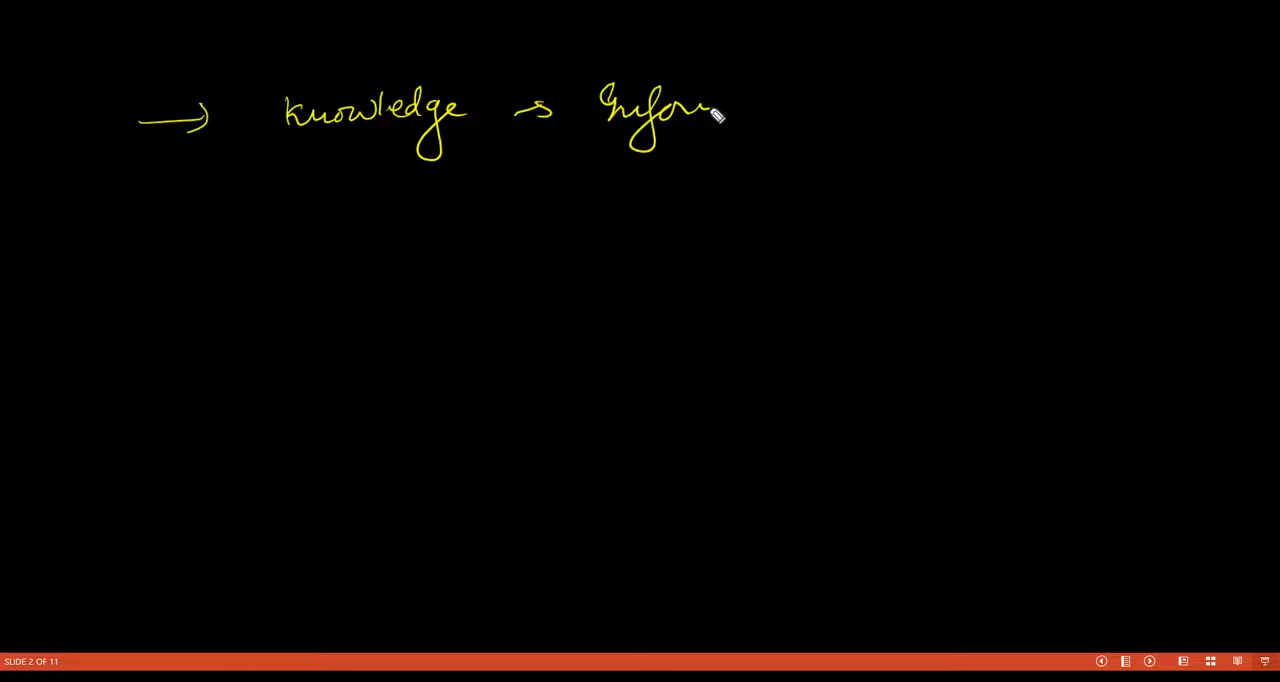 → Knowledge → Infor
SLIDE 2 OF 11